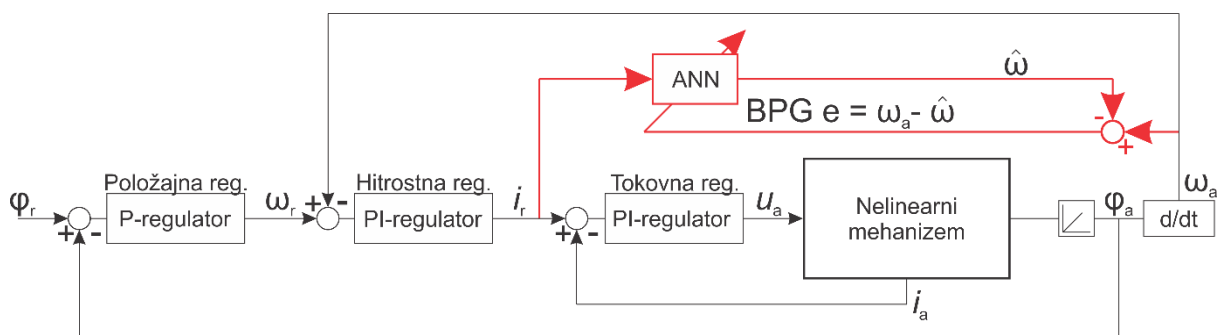 ω̂
ANN
BPG e = ωa- ω̂
-
+
Položajna reg.
Hitrostna reg.
Tokovna reg.
φr
P-regulator
ωr
PI-regulator
ir
PI-regulator
ua
Nelinearni
mehanizem
φa
ωa
d/dt
+ -
+ -
+ -
ia